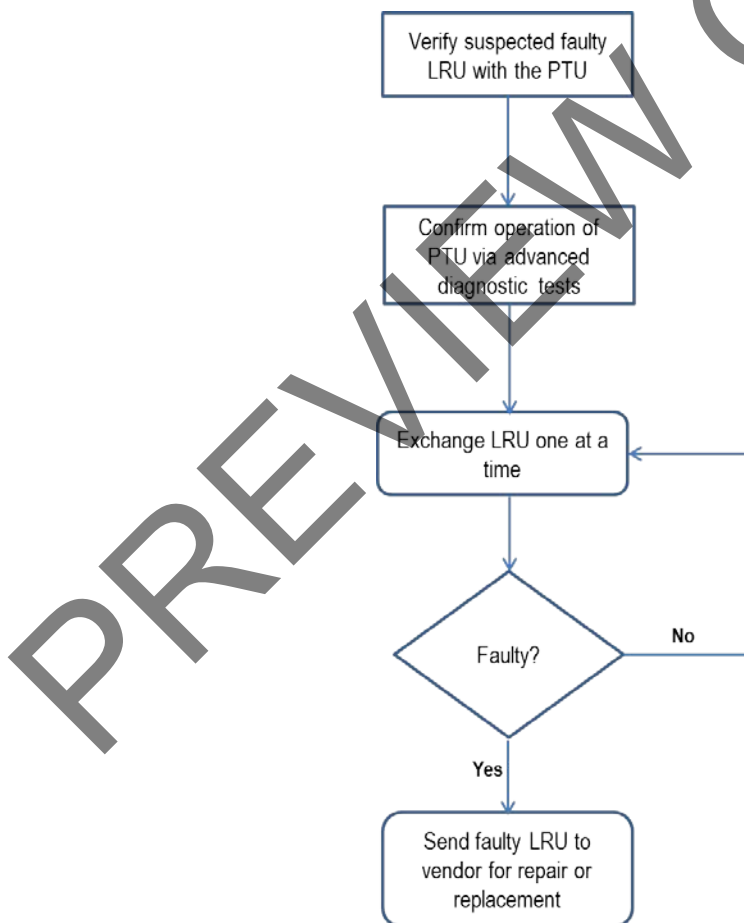 Verify suspected faulty
LRU with the PTU
Confirm operation of
PTU via advanced
diagnostic tests
Exchange LRU one at a
time
Faulty?
No
Yes
Send faulty LRU to
vendor for repair or
replacement
PREVIEW